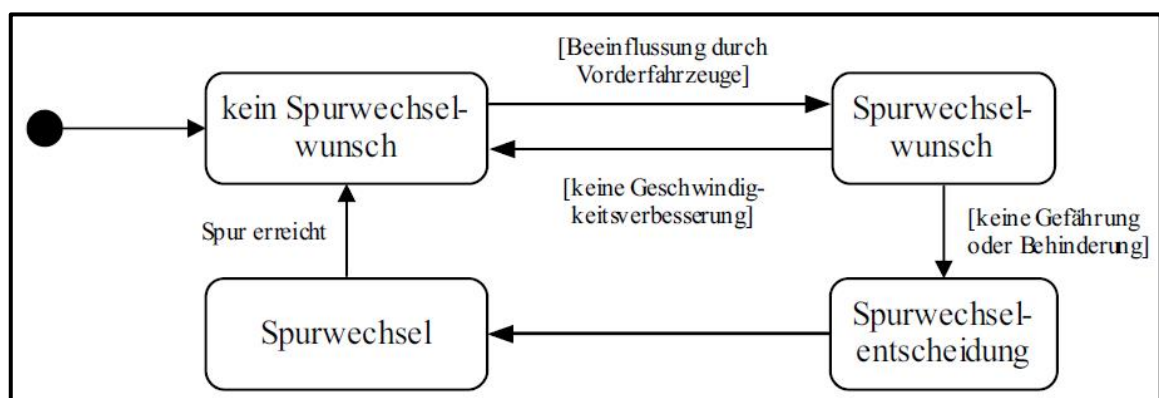 [Beeinflussung durch
Vorderfahrzeuge]
kein Spurwechsel-
wunsch
Spurwechsel-
wunsch
[keine Geschwindig-
keitsverbesserung]
Spur erreicht
[keine Gefährung
oder Behinderung]
Spurwechsel
Spurwechsel-
entscheidung